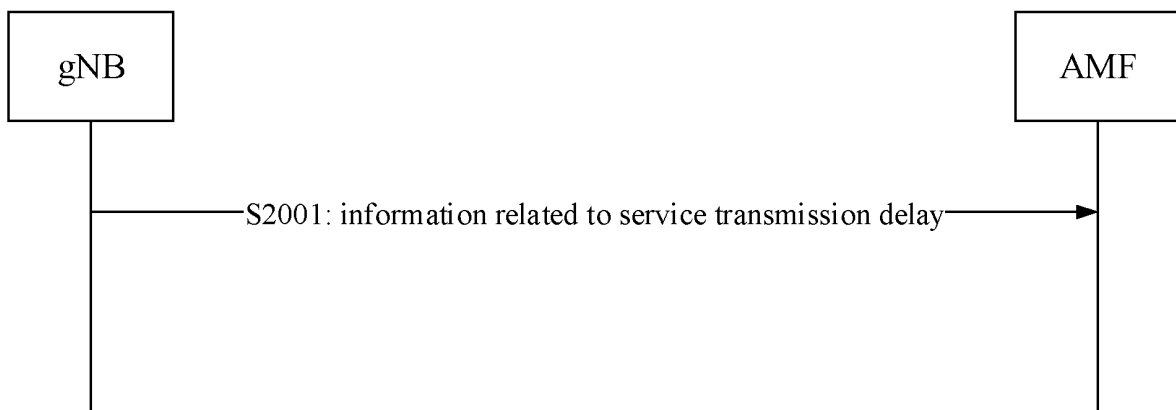 gNB
AMF
S2001: information related to service transmission delay